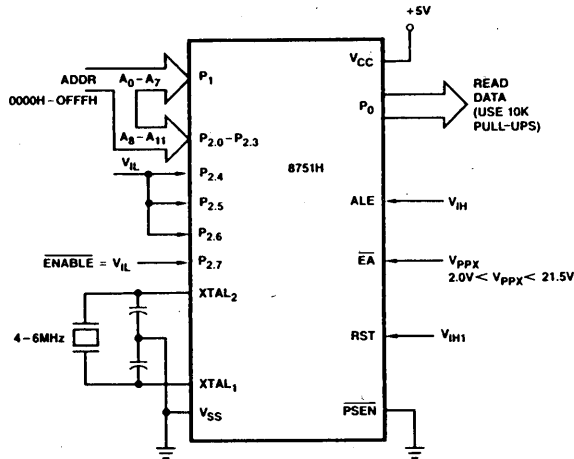 +5V
VCC
ADDR
0000H-OFFFH
A0-A7
P1
A8-A11
P2.0-P2.3
VIL
P2.4
P2.5
P2.6
ENABLE = VIL
P2.7
XTAL2
4-6MHz
XTAL1
VSS
8751H
P0
READ
DATA
(USE 10K
PULL-UPS)
ALE
VIH
EA
VPPX
2.0V < VPPX < 21.5V
RST
VIH1
PSEN